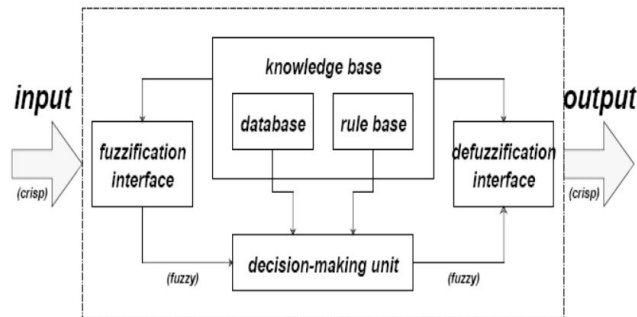 knowledge base
input
output
database
rule base
fuzzification
interface
defuzzification
interface
(crisp)
(crisp)
decision-making unit
(fuzzy)
(fuzzy)